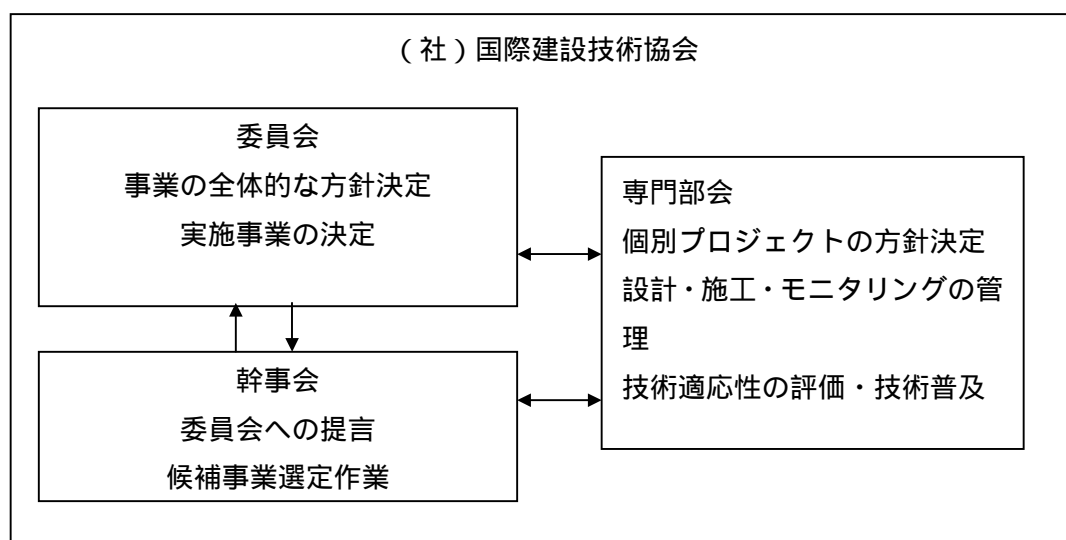 （社）国際建設技術協会
委員会
事業の全体的な方針決定
実施事業の決定
幹事会
委員会への提言
候補事業選定作業
専門部会
個別プロジェクトの方針決定
設計・施工・モニタリングの管
理
技術適応性の評価・技術普及